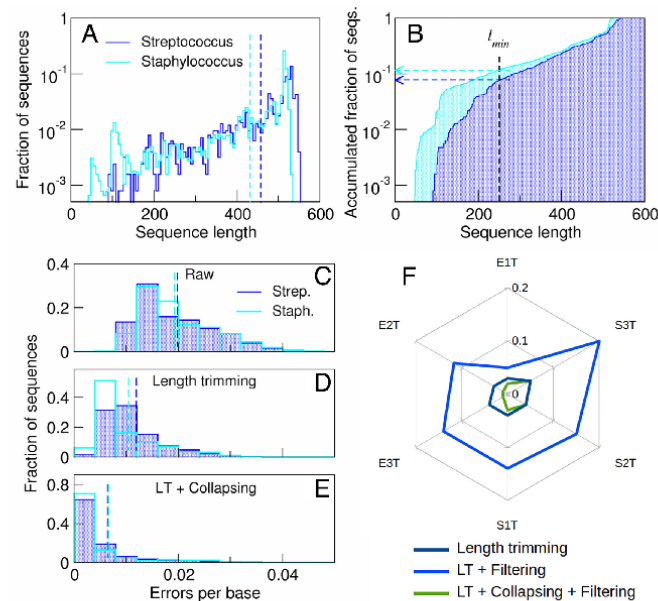 A
Streptococcus
Staphylococcus
Fraction of sequences
1
10⁻¹
10⁻²
10⁻³
0 200 400 600
Sequence length
B
l_min
Accumulated fraction of seqs.
1
10⁻¹
10⁻²
10⁻³
0 200 400 600
Sequence length
C
Raw
Strep.
Staph.
0.4
0.2
0
D
Length trimming
0.4
0.2
0
E
LT + Collapsing
0.8
0.4
0
0 0.02 0.04
Errors per base
Fraction of sequences
F
E1T
0.2
0.1
0
E2T
S3T
E3T
S2T
S1T
Length trimming
LT + Filtering
LT + Collapsing + Filtering